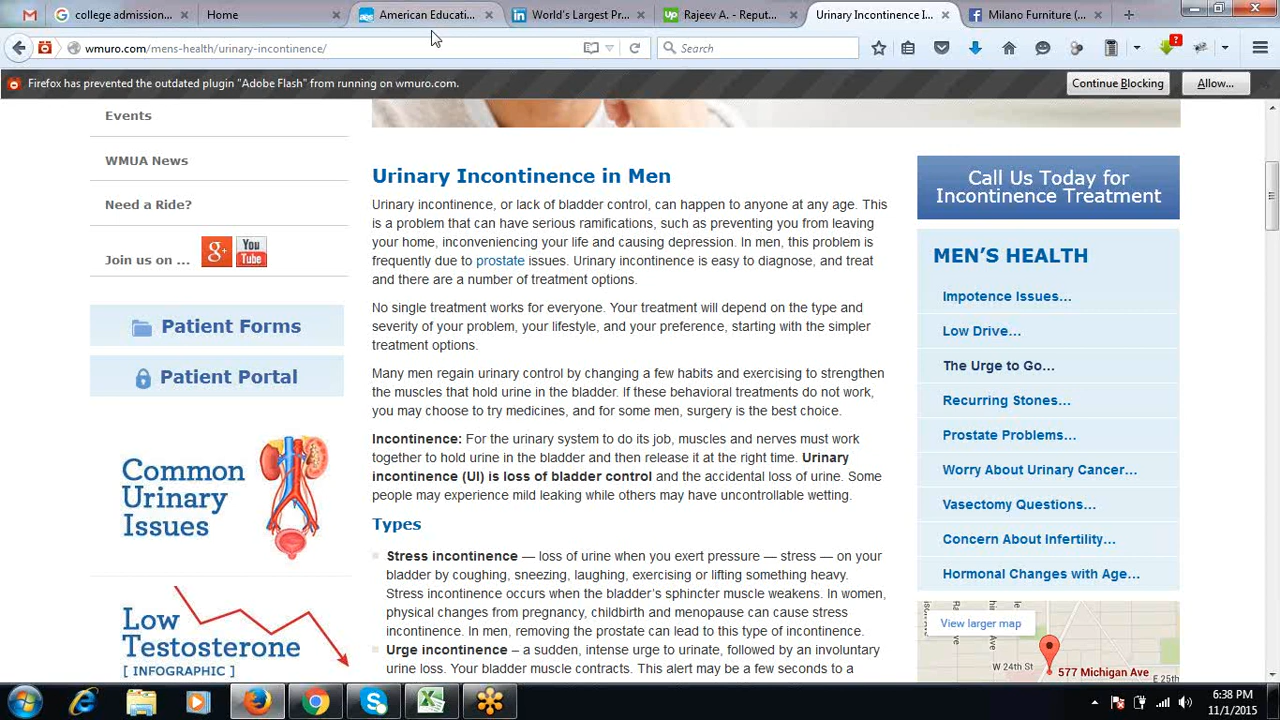 college admission...
Home
American Educati...
World's Largest Pr...
Rajeev A. - Reput...
Urinary Incontinence I...
Milano Furniture (...
wmuro.com/mens-health/urinary-incontinence/
Search
?
Firefox has prevented the outdated plugin "Adobe Flash" from running on wmuro.com.
Continue Blocking
Allow...
Events
WMUA News
Need a Ride?
Join us on ...
g+
You
Tube
Patient Forms
Patient Portal
Common
Urinary
Issues
Low
Testosterone
[ INFOGRAPHIC ]
Urinary Incontinence in Men
Urinary incontinence, or lack of bladder control, can happen to anyone at any age. This
is a problem that can have serious ramifications, such as preventing you from leaving
your home, inconveniencing your life and causing depression. In men, this problem is
frequently due to prostate issues. Urinary incontinence is easy to diagnose, and treat
and there are a number of treatment options.
No single treatment works for everyone. Your treatment will depend on the type and
severity of your problem, your lifestyle, and your preference, starting with the simpler
treatment options.
Many men regain urinary control by changing a few habits and exercising to strengthen
the muscles that hold urine in the bladder. If these behavioral treatments do not work,
you may choose to try medicines, and for some men, surgery is the best choice.
Incontinence: For the urinary system to do its job, muscles and nerves must work
together to hold urine in the bladder and then release it at the right time. Urinary
incontinence (UI) is loss of bladder control and the accidental loss of urine. Some
people may experience mild leaking while others may have uncontrollable wetting.
Types
Stress incontinence — loss of urine when you exert pressure — stress — on your
bladder by coughing, sneezing, laughing, exercising or lifting something heavy.
Stress incontinence occurs when the bladder's sphincter muscle weakens. In women,
physical changes from pregnancy, childbirth and menopause can cause stress
incontinence. In men, removing the prostate can lead to this type of incontinence.
Urge incontinence – a sudden, intense urge to urinate, followed by an involuntary
urine loss. Your bladder muscle contracts. This alert may be a few seconds to a
Call Us Today for
Incontinence Treatment
MEN'S HEALTH
Impotence Issues...
Low Drive...
The Urge to Go...
Recurring Stones...
Prostate Problems...
Worry About Urinary Cancer...
Vasectomy Questions...
Concern About Infertility...
Hormonal Changes with Age...
View larger map
W 24th St
577 Michigan Ave
E 25th
6:38 PM
11/1/2015